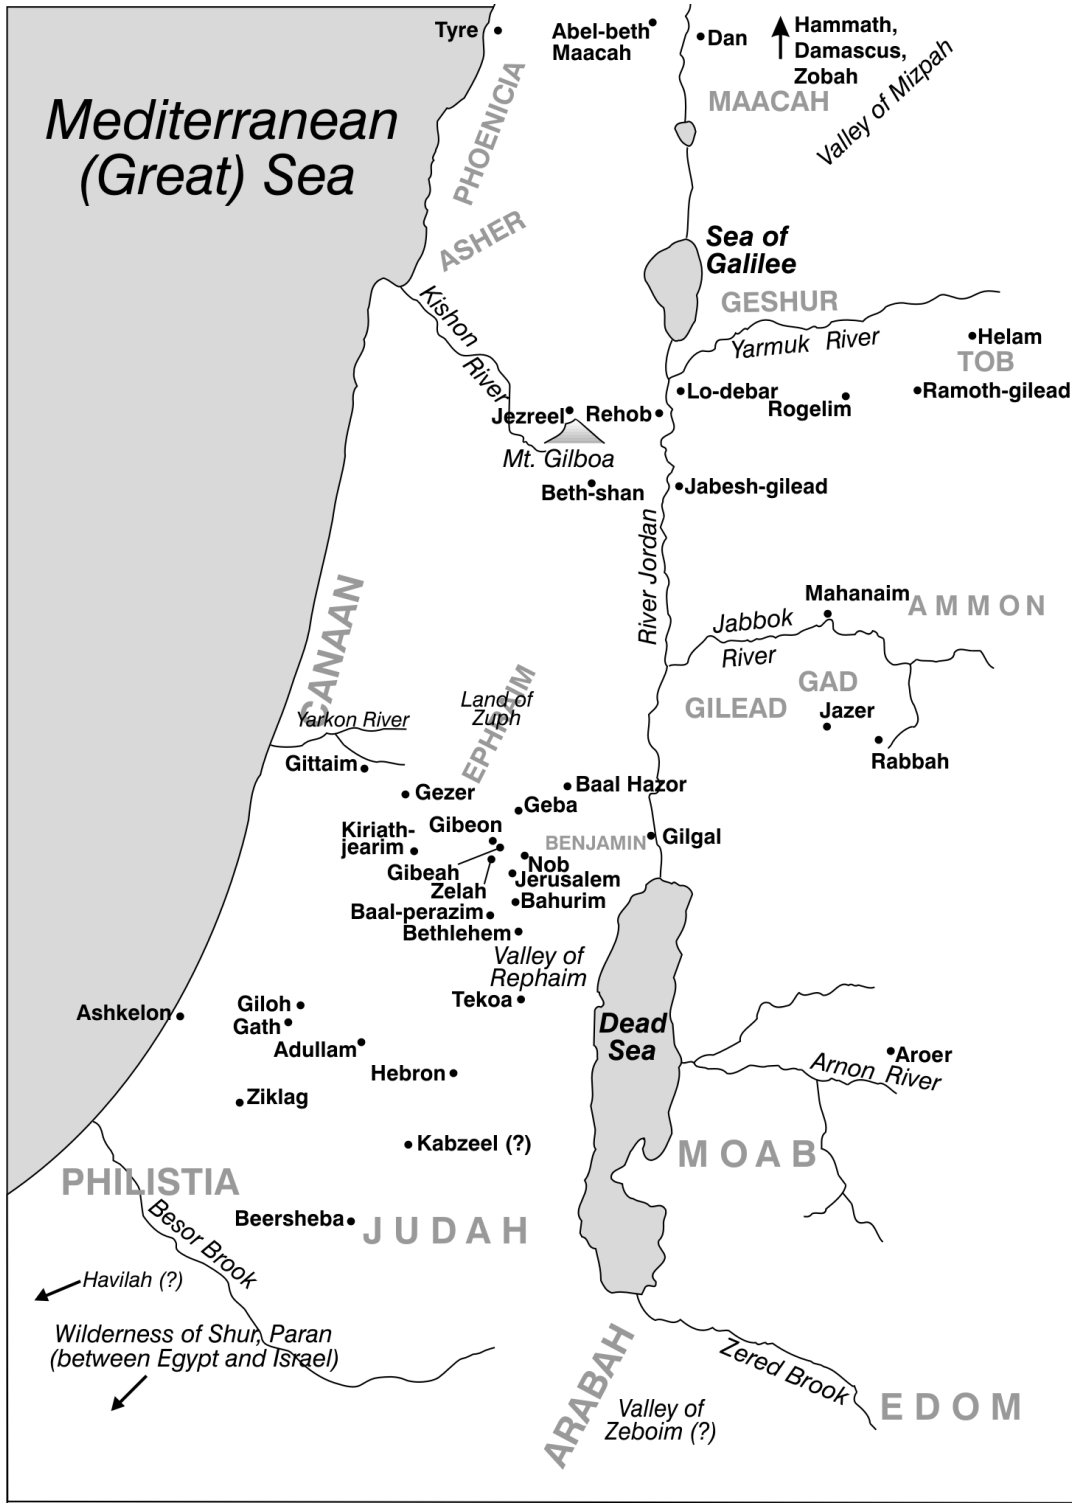 Tyre
Abel-beth
Maacah
Dan
Hammath,
Damascus,
Zobah
Mediterranean
(Great) Sea
PHOENICIA
MAACAH
Valley of Mizpah
ASHER
Sea of
Galilee
GESHUR
Kishon
River
Yarmuk River
Helam
TOB
Lo-debar
Rogelim
Ramoth-gilead
Jezreel
Rehob
Mt. Gilboa
Beth-shan
Jabesh-gilead
River Jordan
CANAAN
Mahanaim
AMMON
Jabbok
River
Land of
Zuph
EPHRAIM
GAD
GILEAD
Jazer
Yarkon River
Rabbah
Gittaim
Baal Hazor
Gezer
Geba
Gibeon
Kiriath-
jearim
BENJAMIN
Gilgal
Gibeah
Nob
Zelah
Jerusalem
Bahurim
Baal-perazim
Bethlehem
Valley of
Rephaim
Tekoa
Ashkelon
Giloh
Gath
Adullam
Dead
Sea
Hebron
Aroer
Arnon River
Ziklag
Kabzeel (?)
MOAB
PHILISTIA
Besor Brook
Beersheba
JUDAH
Havilah (?)
Wilderness of Shur, Paran
(between Egypt and Israel)
ARABAH
Zered Brook
Valley of
Zeboim (?)
EDOM